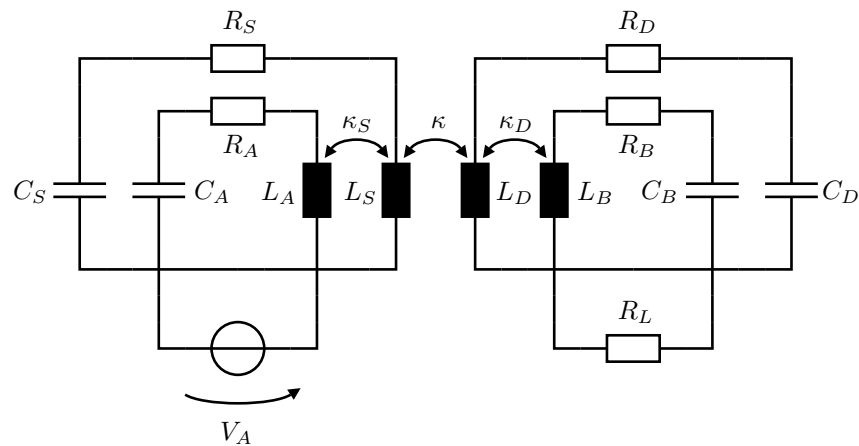 R_S R_D
κ_S κ κ_D
R_A R_B
C_S C_A L_A L_S L_D L_B C_B C_D
R_L
V_A